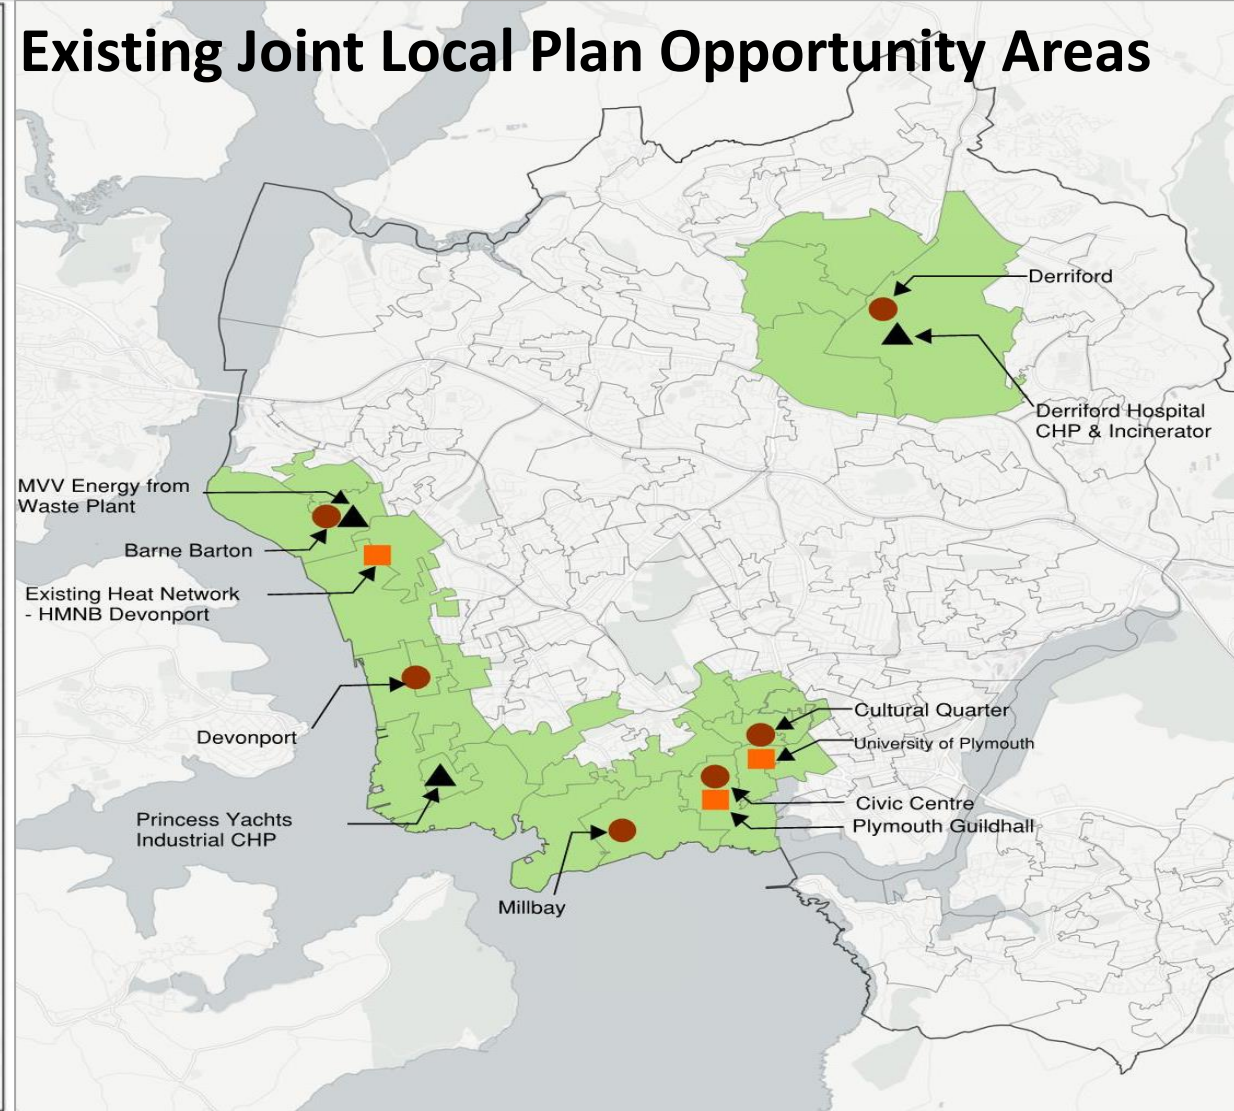 Existing Joint Local Plan Opportunity Areas
Derriford
Derriford Hospital
CHP & Incinerator
MVV Energy from
Waste Plant
Barne Barton
Existing Heat Network
- HMNB Devonport
Devonport
Cultural Quarter
University of Plymouth
Civic Centre
Plymouth Guildhall
Princess Yachts
Industrial CHP
Millbay